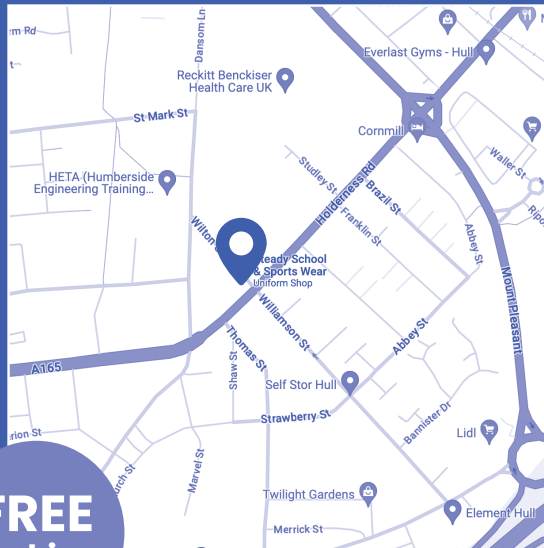 Dansom Ln
Everlast Gyms - Hull
Reckitt Benckiser
Health Care UK
St Mark St
Cornmill
Waller St
HETA (Humberside
Engineering Training...
Studley St
Holderness Rd
Brazil St
Franklin St
Wilton
Abbey St
teady School
& Sports Wear
Uniform Shop
Mount Pleasant
Williamson St
Thomas St
Abbey St
A165
Shaw St
Self Stor Hull
Strawberry St
Bannister Dr
Lidl
rion St
urch St
Marvel St
FREE
Twilight Gardens
Element Hull
Merrick St